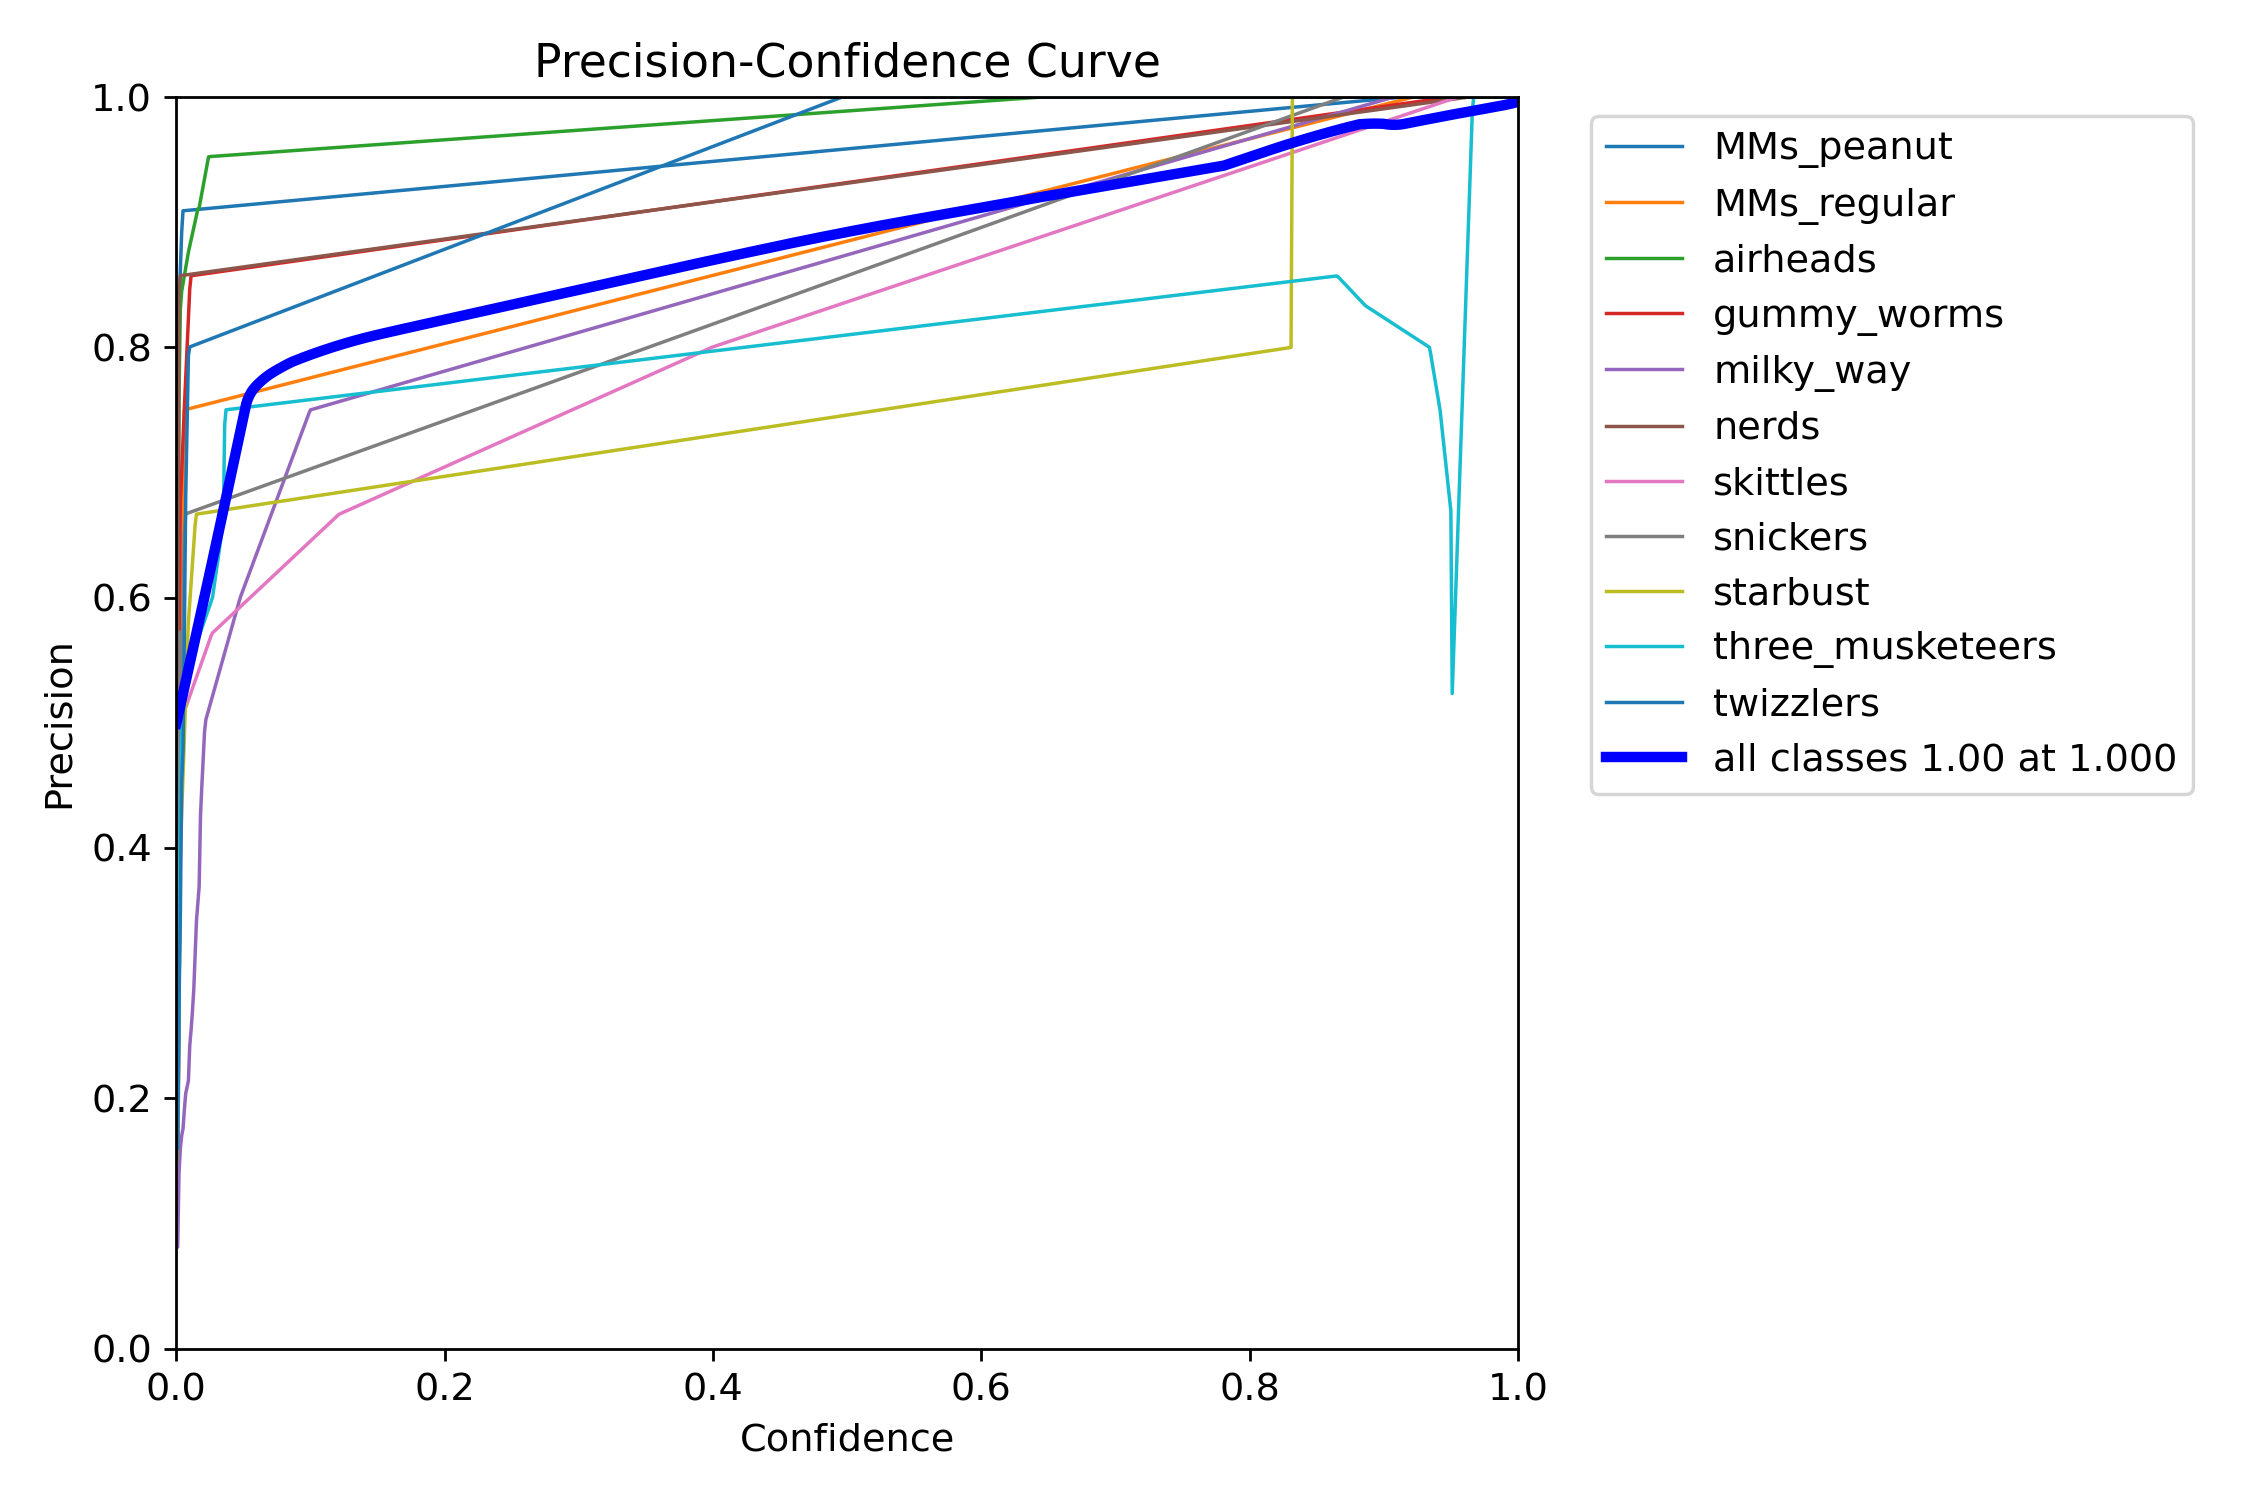 Precision-Confidence Curve
1.0
0.8
0.6
0.4
0.2
0.0
Precision
0.0 0.2 0.4 0.6 0.8 1.0
Confidence
MMs_peanut
MMs_regular
airheads
gummy_worms
milky_way
nerds
skittles
snickers
starbust
three_musketeers
twizzlers
all classes 1.00 at 1.000